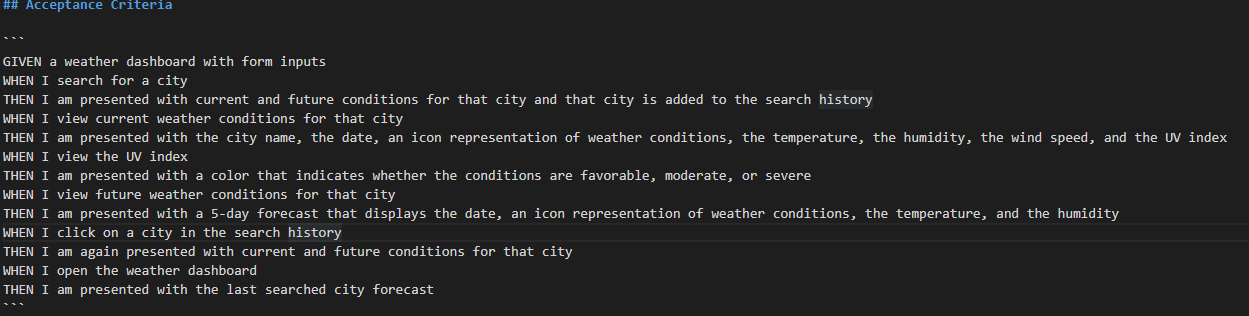 ## Acceptance Criteria
```
GIVEN a weather dashboard with form inputs
WHEN I search for a city
THEN I am presented with current and future conditions for that city and that city is added to the search history
WHEN I view current weather conditions for that city
THEN I am presented with the city name, the date, an icon representation of weather conditions, the temperature, the humidity, the wind speed, and the UV index
WHEN I view the UV index
THEN I am presented with a color that indicates whether the conditions are favorable, moderate, or severe
WHEN I view future weather conditions for that city
THEN I am presented with a 5-day forecast that displays the date, an icon representation of weather conditions, the temperature, and the humidity
WHEN I click on a city in the search history
THEN I am again presented with current and future conditions for that city
WHEN I open the weather dashboard
THEN I am presented with the last searched city forecast
```